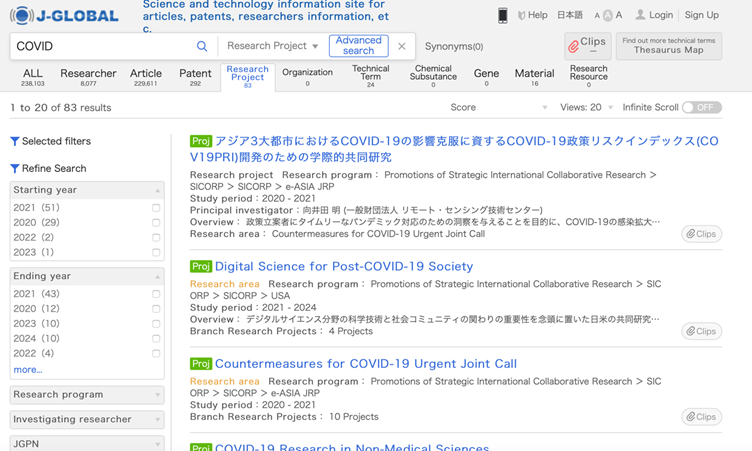 J-GLOBAL
Science and technology information site for
articles, patents, researchers information, et
c.
Help 日本語 A A A Login Sign Up
COVID
Research Project
Advanced
search
Synonyms(0)
Clips
—
Find out more technical terms
Thesaurus Map
ALL
238,103
Researcher
8,077
Article
229,611
Patent
292
Research
Project
83
Organization
0
Technical
Term
24
Chemical
Subsutance
0
Gene
0
Material
16
Research
Resource
0
1 to 20 of 83 results
Score
Views: 20
Infinite Scroll OFF
Selected filters
Refine Search
Starting year
2021 (51)
2020 (29)
2022 (2)
2023 (1)
Ending year
2021 (43)
2020 (12)
2023 (10)
2024 (10)
2022 (4)
more...
Research program
Investigating researcher
JGPN
Proj アジア3大都市におけるCOVID-19の影響克服に資するCOVID-19政策リスクインデックス(CO
V19PRI)開発のための学際的共同研究
Research project Research program: Promotions of Strategic International Collaborative Research >
SICORP > SICORP > e-ASIA JRP
Study period: 2020 - 2021
Principal investigator: 向井田 明 (一般財団法人 リモート・センシング技術センター)
Overview: 政策立案者にタイムリーなパンデミック対応のための洞察を与えることを目的に、COVID-19の感染拡大…
Research area: Countermeasures for COVID-19 Urgent Joint Call
Clips
Proj Digital Science for Post-COVID-19 Society
Research area Research program: Promotions of Strategic International Collaborative Research > SIC
ORP > SICORP > USA
Study period: 2021 - 2024
Overview: デジタルサイエンス分野の科学技術と社会コミュニティの関わりの重要性を念頭に置いた日米の共同研究…
Branch Research Projects: 4 Projects
Clips
Proj Countermeasures for COVID-19 Urgent Joint Call
Research area Research program: Promotions of Strategic International Collaborative Research > SIC
ORP > SICORP > e-ASIA JRP
Study period: 2020 - 2021
Branch Research Projects: 10 Projects
Clips
Proj COVID-19 Research in Non-Medical Sciences